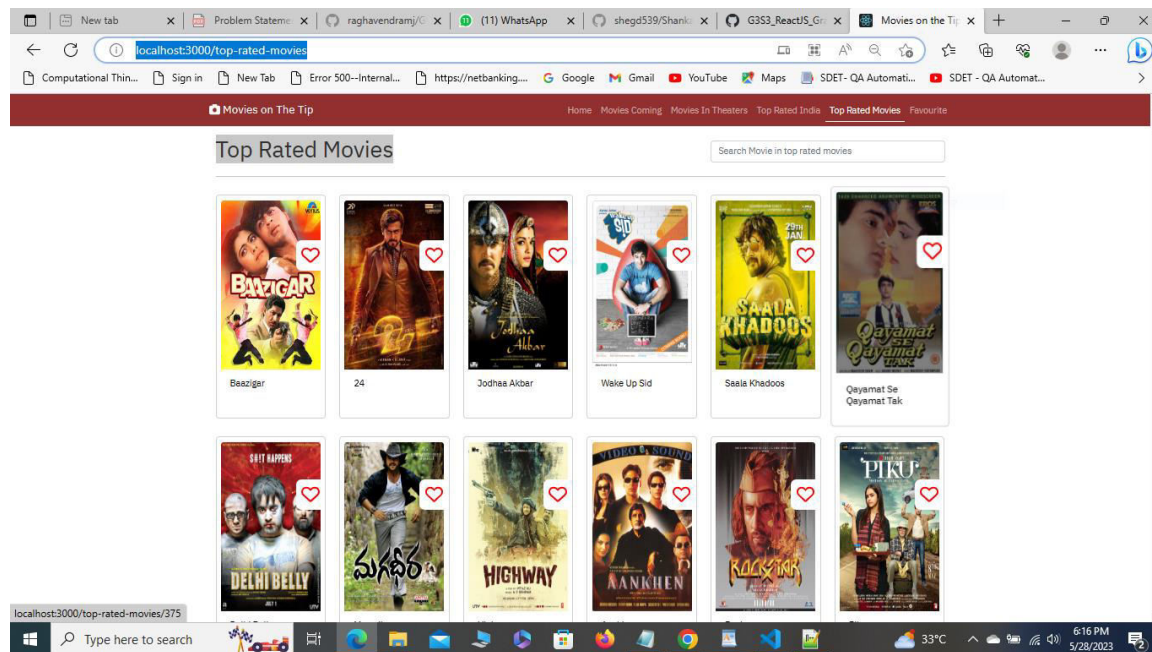 New tab
Problem Stateme
raghavendramj/G
(11) WhatsApp
shegd539/Shank
G3S3_ReactJS_Gr
Movies on the Tip
localhost:3000/top-rated-movies
Computational Thin...
Sign in
New Tab
Error 500--Internal...
https://netbanking....
Google
Gmail
YouTube
Maps
SDET- QA Automati...
SDET - QA Automat...
Movies on The Tip
Home
Movies Coming
Movies In Theaters
Top Rated India
Top Rated Movies
Favourite
Top Rated Movies
Search Movie in top rated movies
VENUS
BAAZIGAR
24
Jodhaa
Akbar
SID
29TH
JAN
SAALA
KHADOOS
Qayamat
SE
Qayamat
TAK
Baazigar
24
Jodhaa Akbar
Wake Up Sid
Saala Khadoos
Qayamat Se
Qayamat Tak
SH!T HAPPENS
DELHI BELLY
మగధీర
HIGHWAY
VIDEO SOUND
AANKHEN
ROCKSTAR
PIKU
localhost:3000/top-rated-movies/375
Type here to search
33°C
6:16 PM
5/28/2023